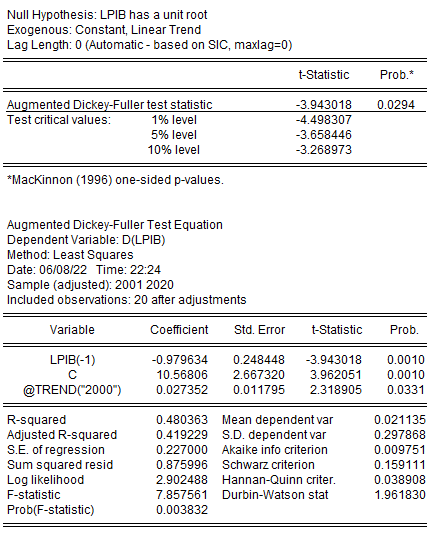 Null Hypothesis: LPIB has a unit root
Exogenous: Constant, Linear Trend
Lag Length: 0 (Automatic - based on SIC, maxlag=0)
t-Statistic Prob.*
Augmented Dickey-Fuller test statistic -3.943018 0.0294
Test critical values: 1% level -4.498307
5% level -3.658446
10% level -3.268973
*MacKinnon (1996) one-sided p-values.
Augmented Dickey-Fuller Test Equation
Dependent Variable: D(LPIB)
Method: Least Squares
Date: 06/08/22 Time: 22:24
Sample (adjusted): 2001 2020
Included observations: 20 after adjustments
Variable Coefficient Std. Error t-Statistic Prob.
LPIB(-1) -0.979634 0.248448 -3.943018 0.0010
C 10.56806 2.667320 3.962051 0.0010
@TREND("2000") 0.027352 0.011795 2.318905 0.0331
R-squared 0.480363 Mean dependent var 0.021135
Adjusted R-squared 0.419229 S.D. dependent var 0.297868
S.E. of regression 0.227000 Akaike info criterion 0.009751
Sum squared resid 0.875996 Schwarz criterion 0.159111
Log likelihood 2.902488 Hannan-Quinn criter. 0.038908
F-statistic 7.857561 Durbin-Watson stat 1.961830
Prob(F-statistic) 0.003832